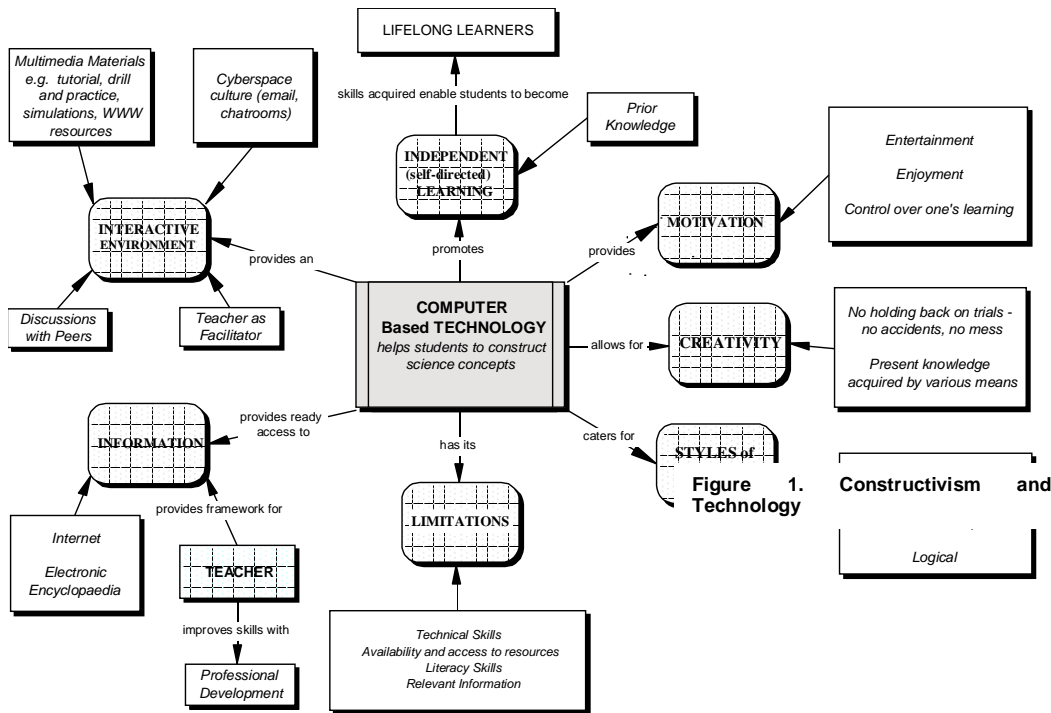 LIFELONG LEARNERS
Multimedia Materials
e.g. tutorial, drill
and practice,
simulations, WWW
resources
Cyberspace
culture (email,
chatrooms)
skills acquired enable students to become
Prior
Knowledge
INDEPENDENT
(self-directed)
LEARNING
Entertainment
Enjoyment
Control over one's learning
INTERACTIVE
ENVIRONMENT
MOTIVATION
provides an
promotes
provides
Discussions
with Peers
Teacher as
Facilitator
COMPUTER
Based TECHNOLOGY
helps students to construct
science concepts
allows for
CREATIVITY
No holding back on trials -
no accidents, no mess
Present knowledge
acquired by various means
INFORMATION
provides ready
access to
has its
caters for
STYLES of
Figure 1. Constructivism and
Technology
Logical
provides framework for
LIMITATIONS
Internet
Electronic
Encyclopaedia
TEACHER
improves skills with
Professional
Development
Technical Skills
Availability and access to resources
Literacy Skills
Relevant Information